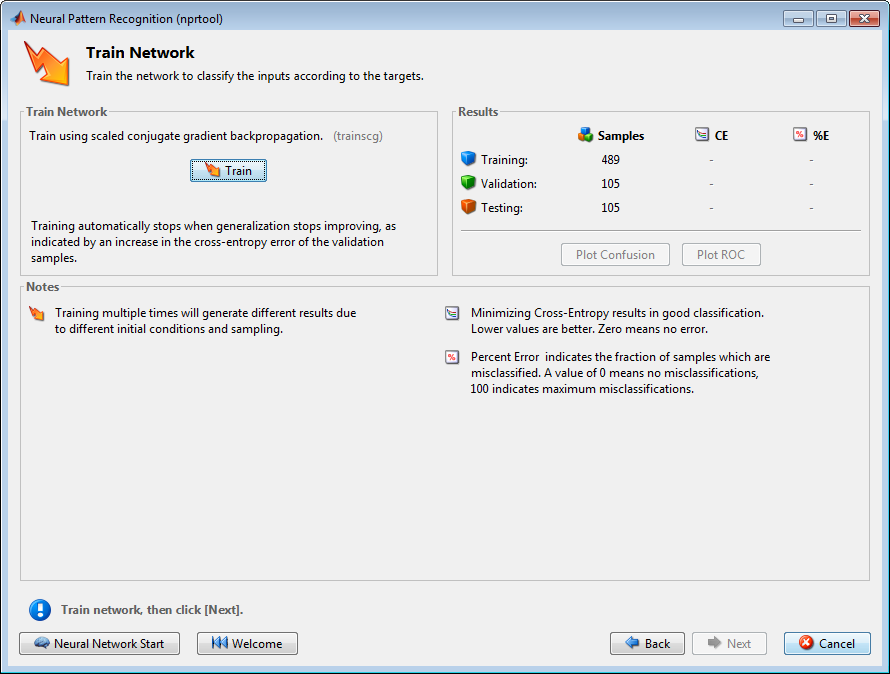 Neural Pattern Recognition (nprtool)
Train Network
Train the network to classify the inputs according to the targets.
Train Network
Train using scaled conjugate gradient backpropagation. (trainscg)
Train
Training automatically stops when generalization stops improving, as
indicated by an increase in the cross-entropy error of the validation
samples.
Results
Samples CE %E
Training: 489 - -
Validation: 105 - -
Testing: 105 - -
Plot Confusion Plot ROC
Notes
Training multiple times will generate different results due
to different initial conditions and sampling.
Minimizing Cross-Entropy results in good classification.
Lower values are better. Zero means no error.
% Percent Error indicates the fraction of samples which are
misclassified. A value of 0 means no misclassifications,
100 indicates maximum misclassifications.
Train network, then click [Next].
Neural Network Start Welcome Back Next Cancel